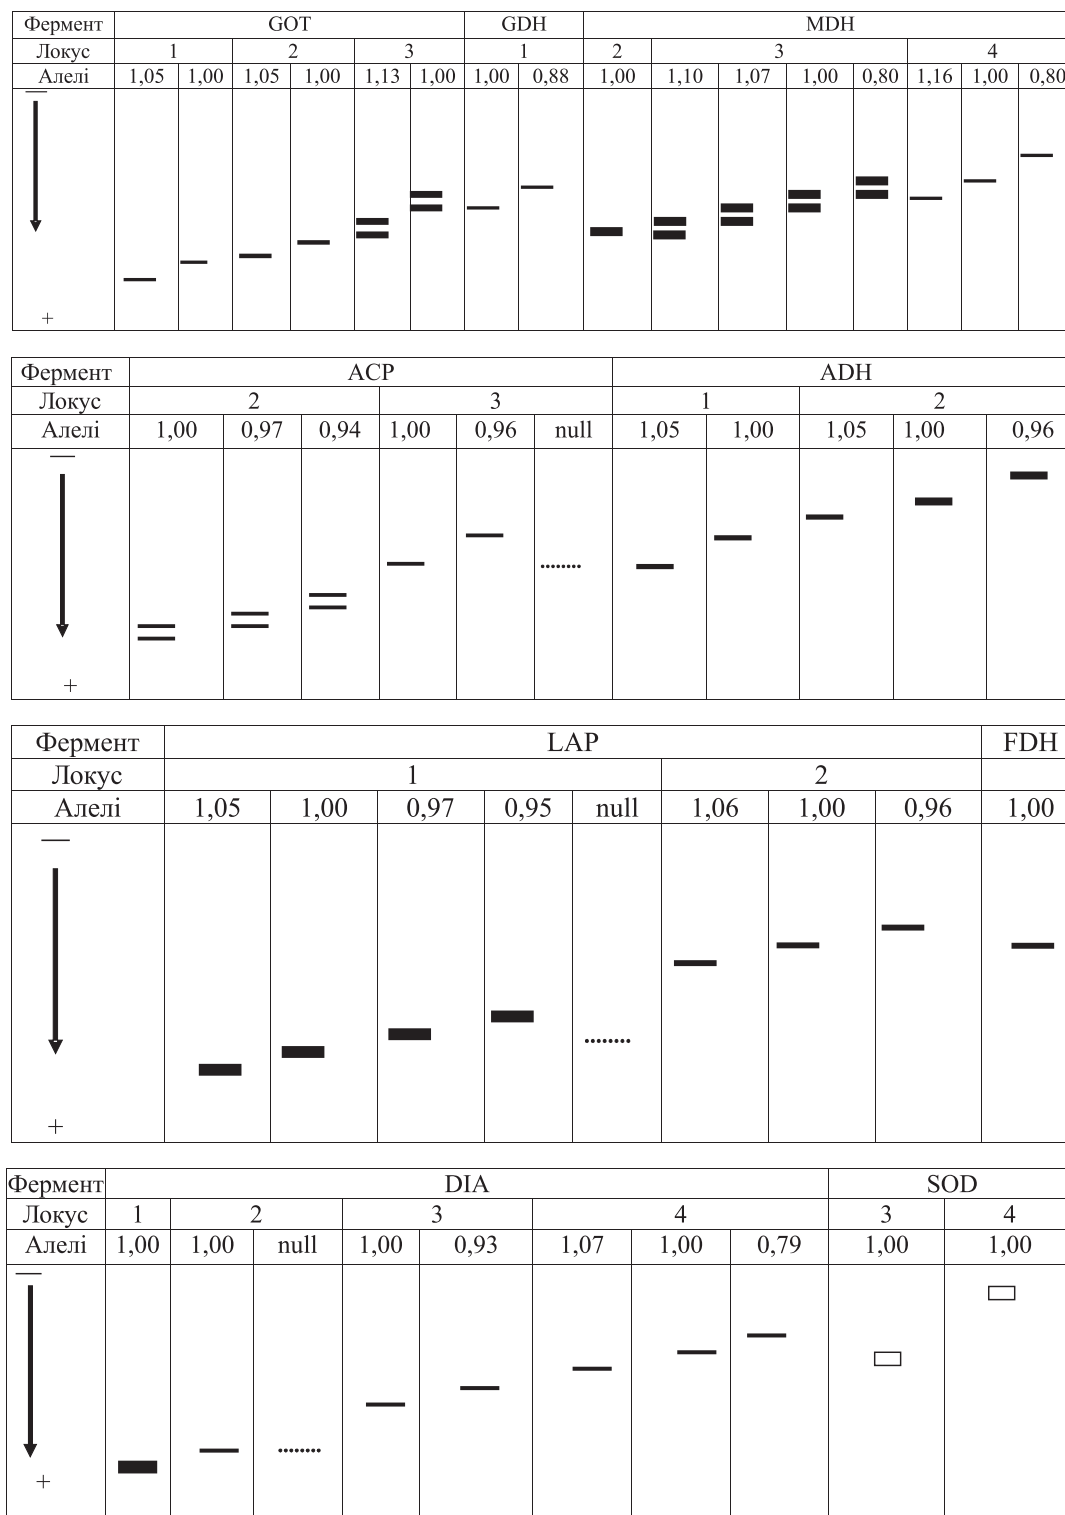 Фермент GOT GDH MDH
Локус 1 2 3 1 2 3 4
Алелі 1,05 1,00 1,05 1,00 1,13 1,00 1,00 0,88 1,00 1,10 1,07 1,00 0,80 1,16 1,00 0,80
—
+
Фермент ACP ADH
Локус 2 3 1 2
Алелі 1,00 0,97 0,94 1,00 0,96 null 1,05 1,00 1,05 1,00 0,96
—
+
Фермент LAP FDH
Локус 1 2
Алелі 1,05 1,00 0,97 0,95 null 1,06 1,00 0,96 1,00
—
+
Фермент DIA SOD
Локус 1 2 3 4 3 4
Алелі 1,00 1,00 null 1,00 0,93 1,07 1,00 0,79 1,00 1,00
—
+